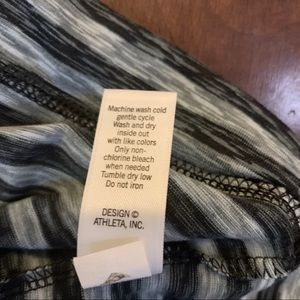 Machine wash cold
gentle cycle
Wash and dry
inside out
with like colors
Only non-
chlorine bleach
when needed
Tumble dry low
Do not iron
DESIGN ©
ATHLETA, INC.